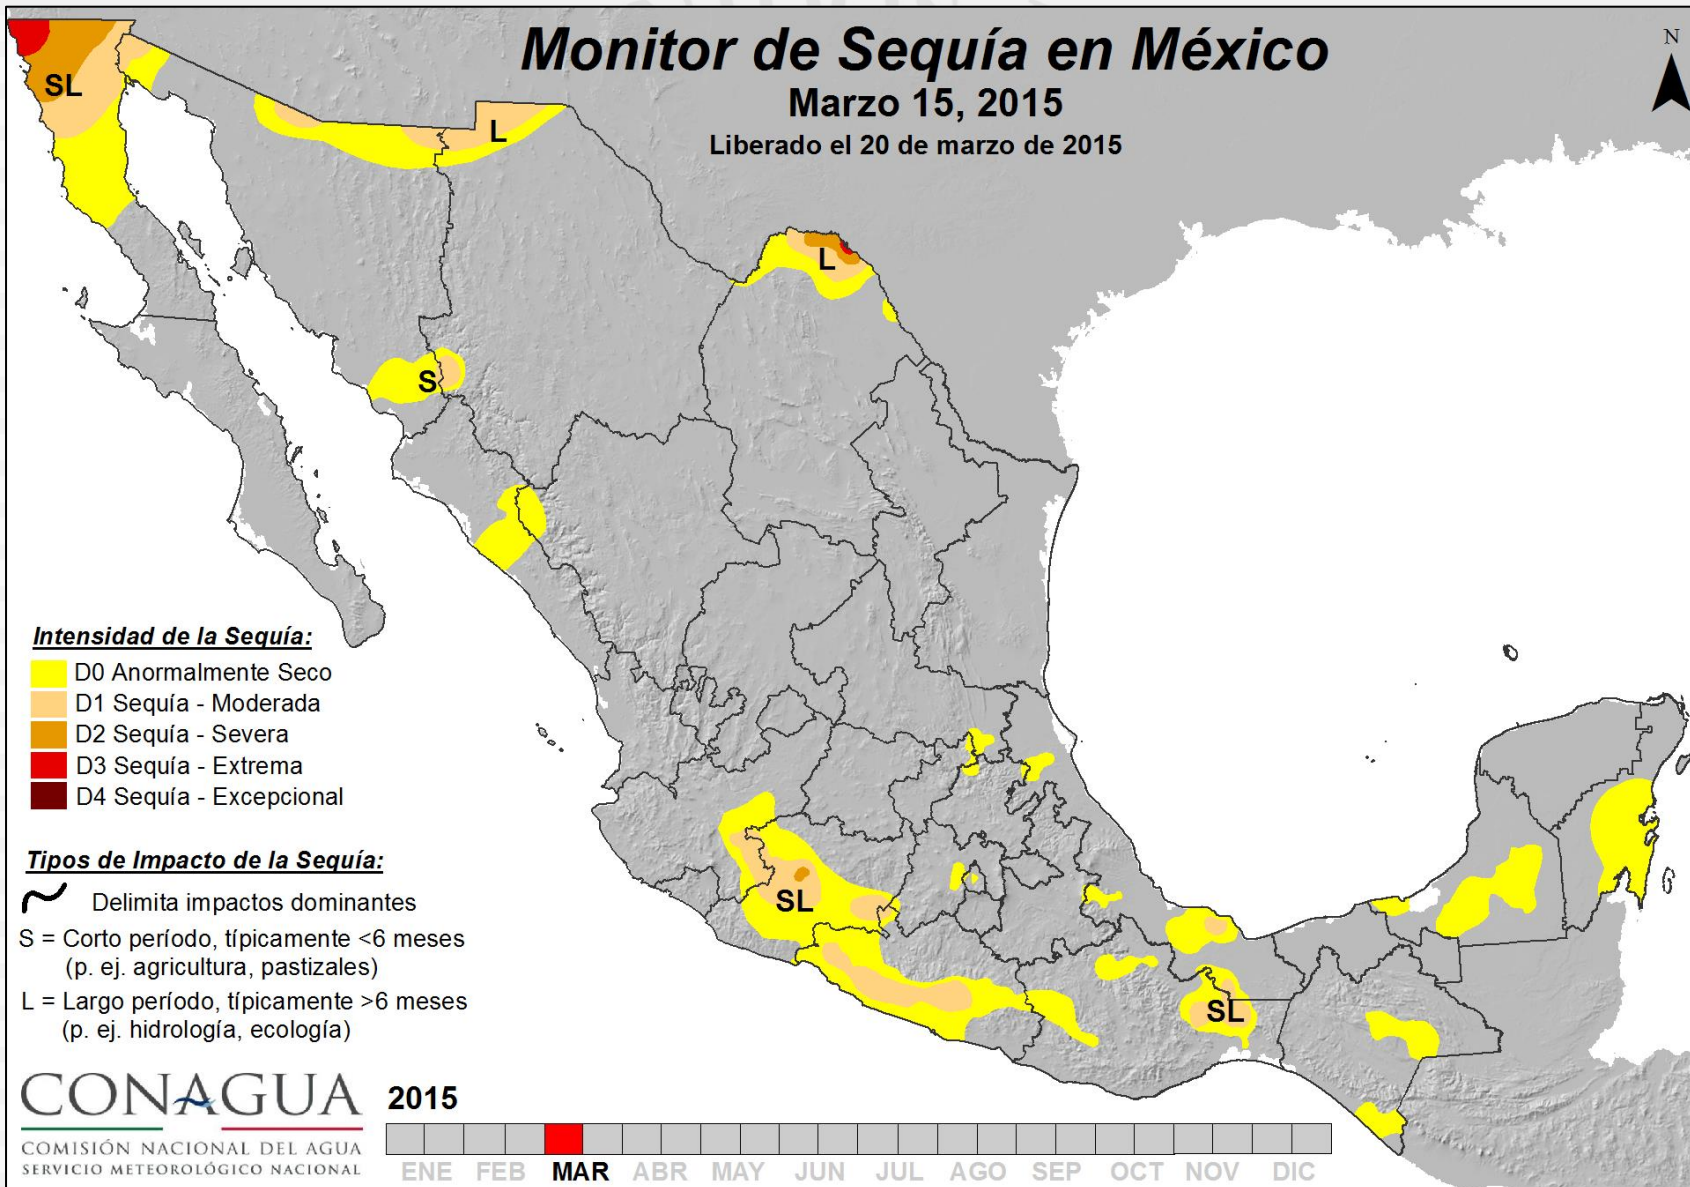 Monitor de Sequía en México
Marzo 15, 2015
Liberado el 20 de marzo de 2015
N
SL
L
L
S
SL
SL
Intensidad de la Sequía:
D0 Anormalmente Seco
D1 Sequía - Moderada
D2 Sequía - Severa
D3 Sequía - Extrema
D4 Sequía - Excepcional
Tipos de Impacto de la Sequía:
Delimita impactos dominantes
S = Corto período, típicamente <6 meses
(p. ej. agricultura, pastizales)
L = Largo período, típicamente >6 meses
(p. ej. hidrología, ecología)
CONAGUA
COMISIÓN NACIONAL DEL AGUA
SERVICIO METEOROLÓGICO NACIONAL
2015
ENE FEB MAR ABR MAY JUN JUL AGO SEP OCT NOV DIC